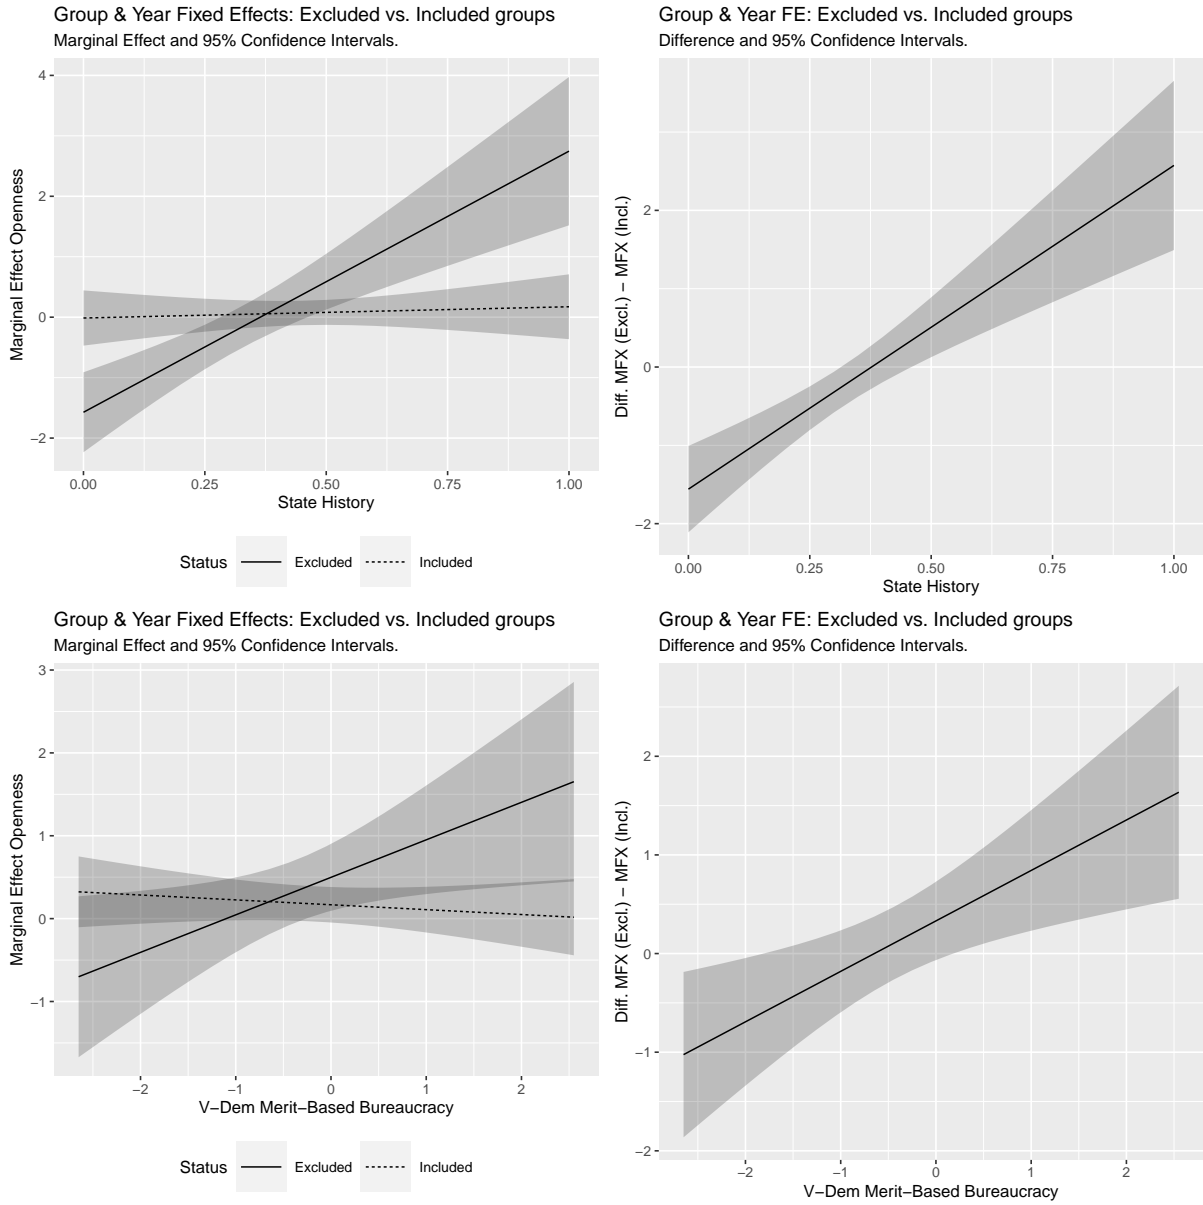 Group & Year Fixed Effects: Excluded vs. Included groups
Marginal Effect and 95% Confidence Intervals.
4
2
0
−2
Marginal Effect Openness
0.00 0.25 0.50 0.75 1.00
State History
Status Excluded Included
Group & Year FE: Excluded vs. Included groups
Difference and 95% Confidence Intervals.
2
0
−2
Diff. MFX (Excl.) − MFX (Incl.)
0.00 0.25 0.50 0.75 1.00
State History
Group & Year Fixed Effects: Excluded vs. Included groups
Marginal Effect and 95% Confidence Intervals.
3
2
1
0
−1
Marginal Effect Openness
−2 −1 0 1 2
V−Dem Merit−Based Bureaucracy
Status Excluded Included
Group & Year FE: Excluded vs. Included groups
Difference and 95% Confidence Intervals.
2
1
0
−1
−2
Diff. MFX (Excl.) − MFX (Incl.)
−2 −1 0 1 2
V−Dem Merit−Based Bureaucracy